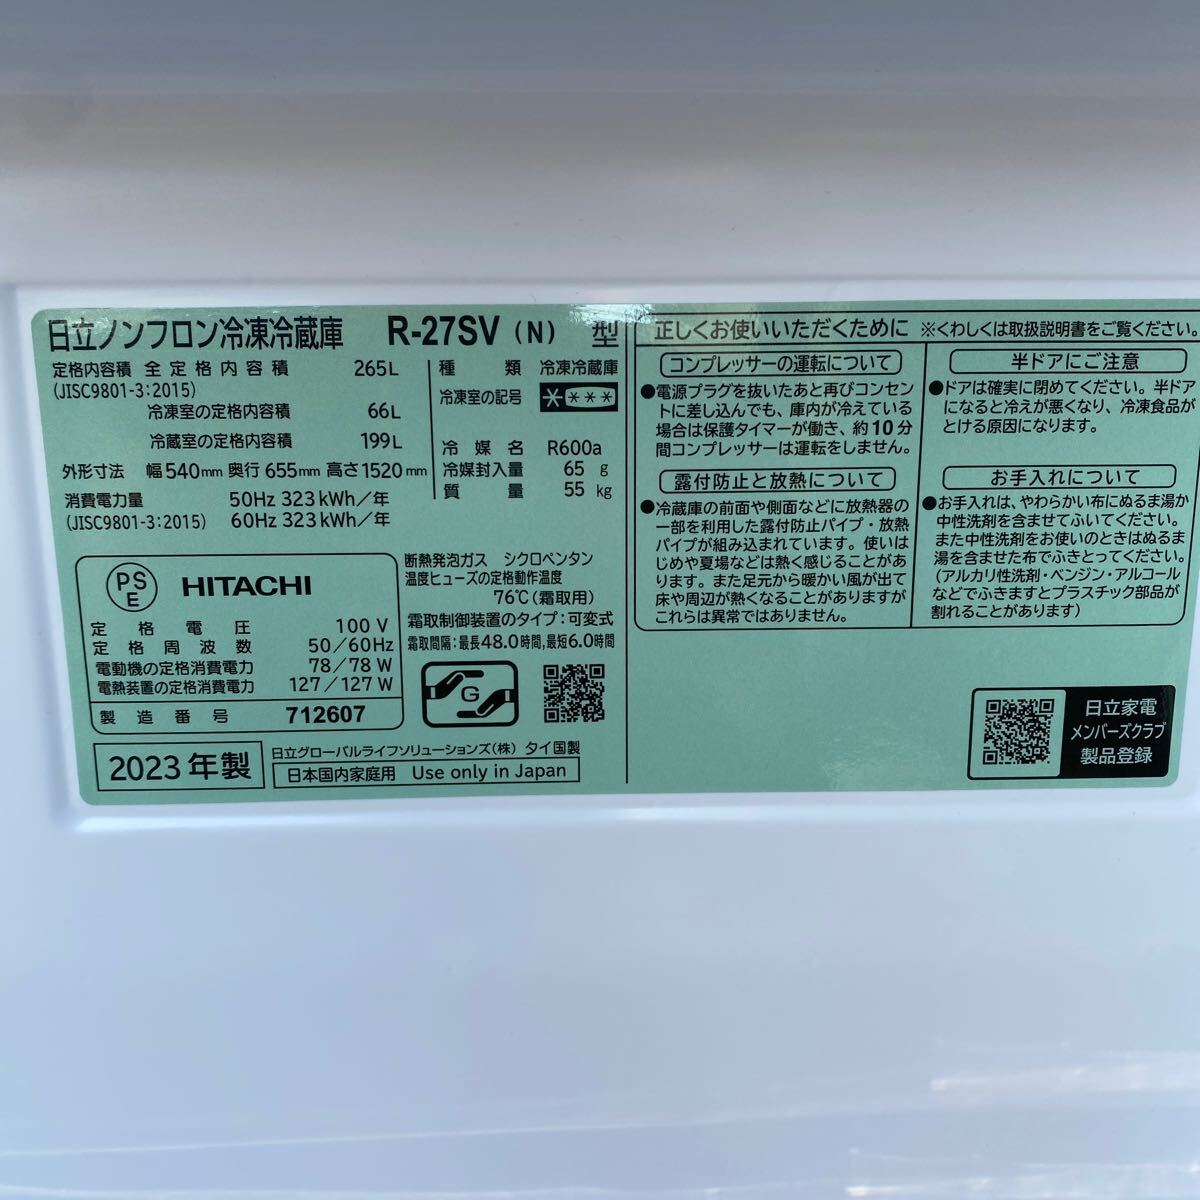 日立ノンフロン冷凍冷蔵庫 R-27SV (N) 型
定格内容積 全定格内容積 265L
(JISC9801-3:2015)
冷凍室の定格内容積 66L
冷蔵室の定格内容積 199L
外形寸法 幅540mm 奥行655mm 高さ1520mm
消費電力量 50Hz 323kWh/年
(JISC9801-3:2015) 60Hz 323kWh/年
種類 冷凍冷蔵庫
冷凍室の記号 ****
冷媒名 R600a
冷媒封入量 65 g
質量 55 kg
PS
E
HITACHI
定格電圧 100 V
定格周波数 50/60Hz
電動機の定格消費電力 78/78 W
電熱装置の定格消費電力 127/127 W
製造番号 712607
断熱発泡ガス シクロペンタン
温度ヒューズの定格動作温度
76℃(霜取用)
霜取制御装置のタイプ:可変式
霜取間隔:最長48.0時間,最短6.0時間
G
2023年製
日立グローバルライフソリューションズ(株) タイ国製
日本国内家庭用 Use only in Japan
正しくお使いいただくために ※くわしくは取扱説明書をご覧ください。
コンプレッサーの運転について
●電源プラグを抜いたあと再びコンセン
トに差し込んでも、庫内が冷えている
場合は保護タイマーが働き、約10分
間コンプレッサーは運転をしません。
露付防止と放熱について
●冷蔵庫の前面や側面などに放熱器の
一部を利用した露付防止パイプ・放熱
パイプが組み込まれています。使いは
じめや夏場などは熱く感じることがあ
ります。また足元から暖かい風が出て
床や周辺が熱くなることがありますが
これらは異常ではありません。
半ドアにご注意
●ドアは確実に閉めてください。半ドア
になると冷えが悪くなり、冷凍食品が
とける原因になります。
お手入れについて
●お手入れは、やわらかい布にぬるま湯か
中性洗剤を含ませてふいてください。
また中性洗剤をお使いのときはぬるま
湯を含ませた布でふきとってください。
(アルカリ性洗剤・ベンジン・アルコール
などでふきますとプラスチック部品が
割れることがあります)
日立家電
メンバーズクラブ
製品登録